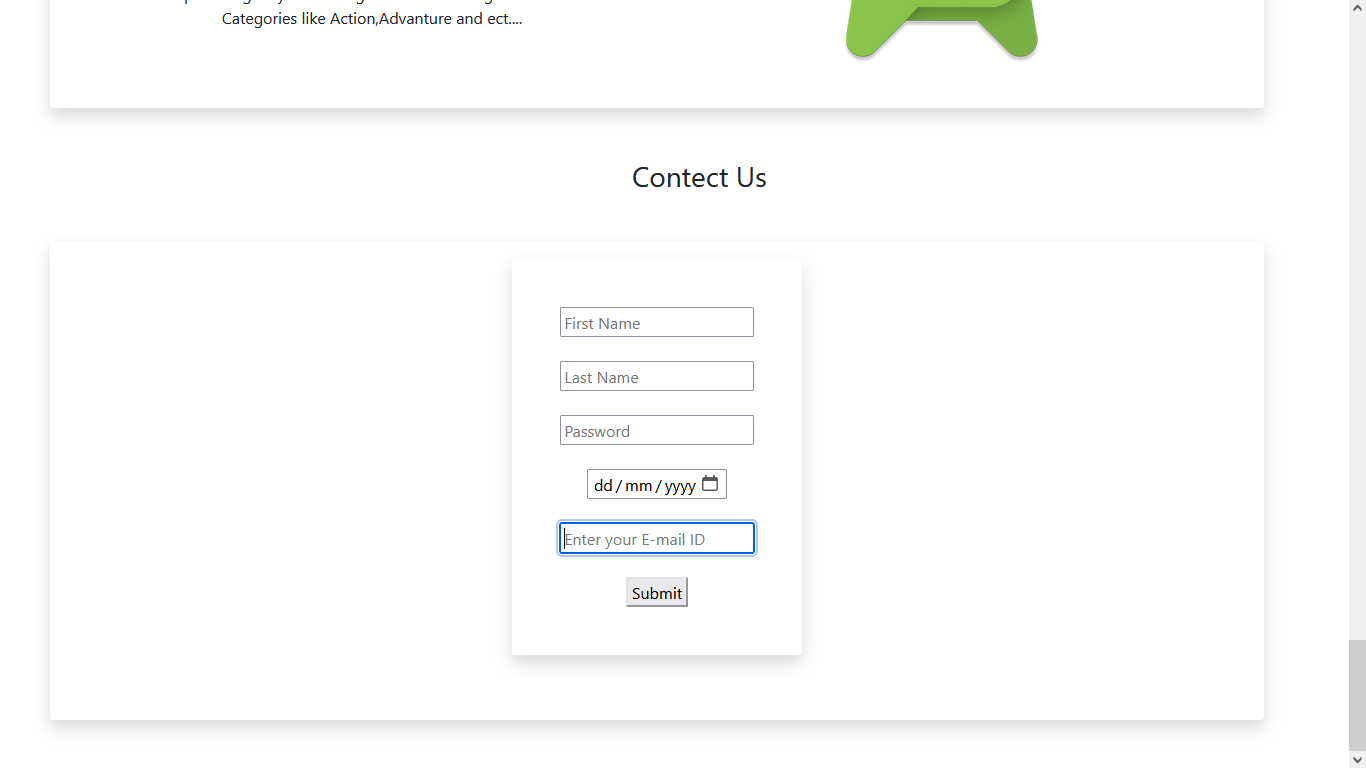 Categories like Action,Advanture and ect....
Contect Us
First Name
Last Name
Password
dd/mm/yyyy
Enter your E-mail ID
Submit